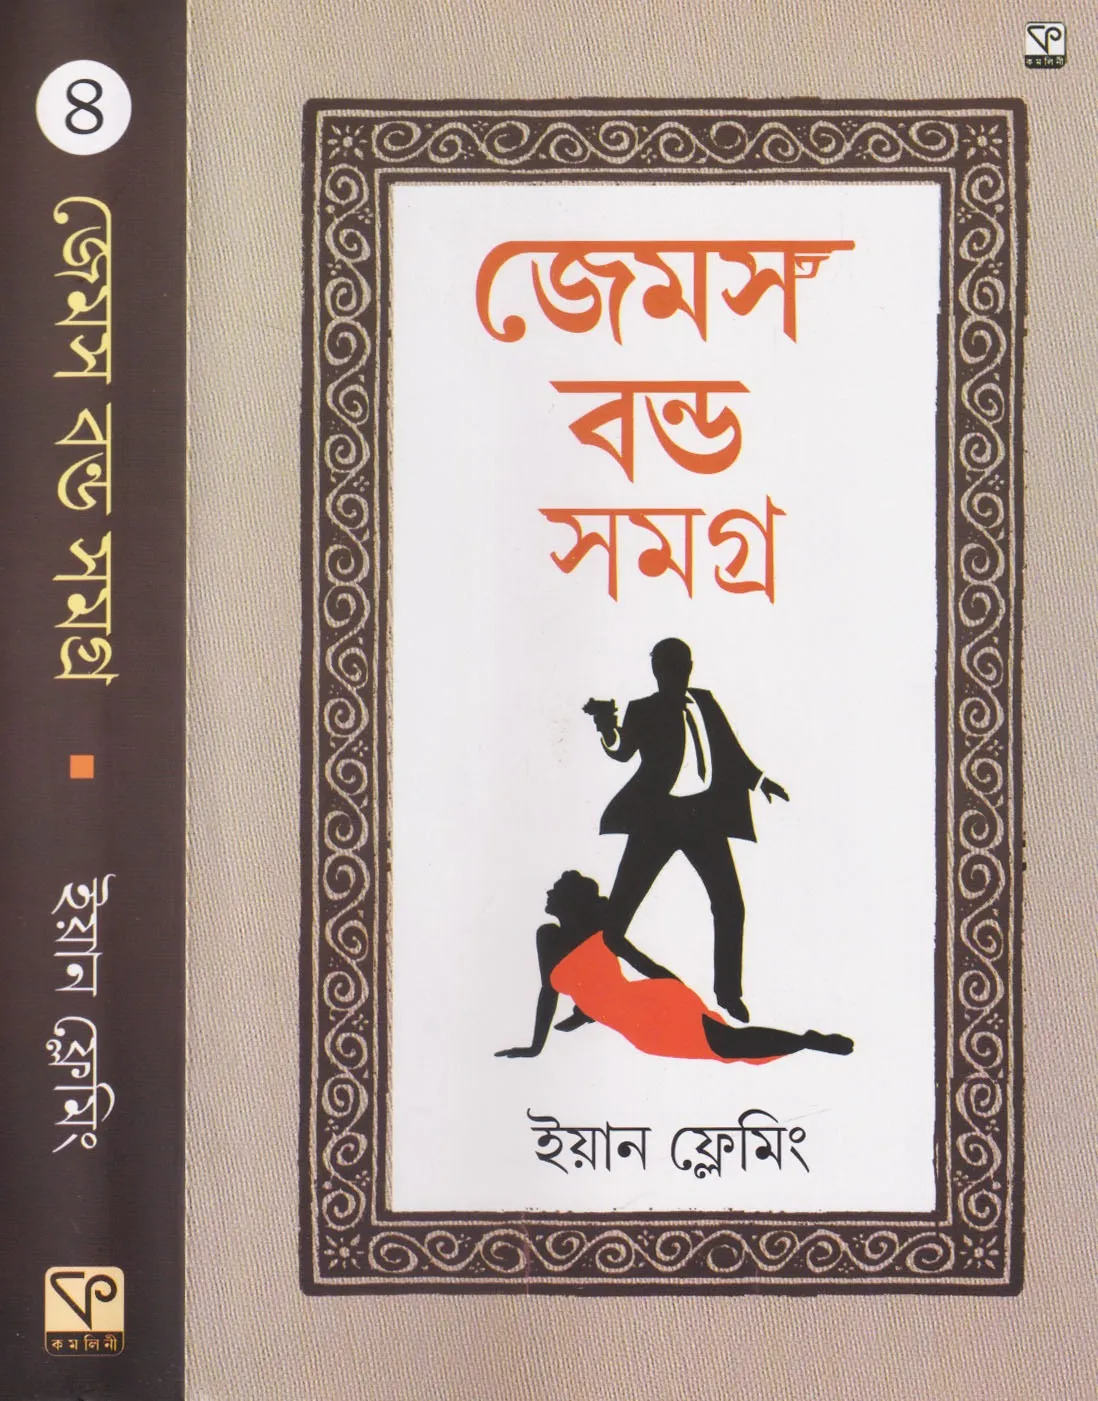 ৪
জেমস বন্ড সমগ্র
ইয়ান ফ্লেমিং
কমলিনী
কমলিনী
জেমস
বন্ড
সমগ্র
ইয়ান ফ্লেমিং